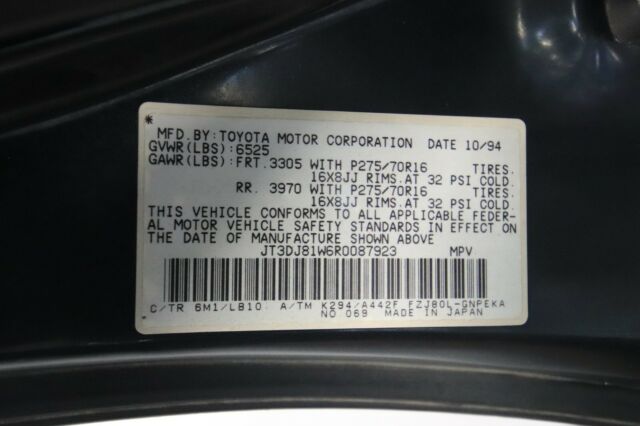 *
MFD.BY:TOYOTA MOTOR CORPORATION DATE 10/94
GVWR(LBS):6525
GAWR(LBS):FRT.3305 WITH P275/70R16 TIRES.
16X8JJ RIMS.AT 32 PSI COLD.
RR. 3970 WITH P275/70R16 TIRES.
16X8JJ RIMS.AT 32 PSI COLD.
THIS VEHICLE CONFORMS TO ALL APPLICABLE FEDER-
AL MOTOR VEHICLE SAFETY STANDARDS IN EFFECT ON
THE DATE OF MANUFACTURE SHOWN ABOVE
JT3DJ81W6R0087923 MPV
C/TR 6M1/LB10. A/TM K294/A442F FZJ80L-GNPEKA
NO.069 MADE IN JAPAN